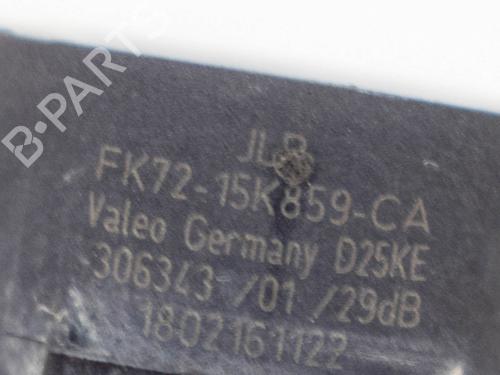 B-PARTS
JLR
FK72-15K859-CA
Valeo Germany D25KE
306343 /01 /29dB
1802161122